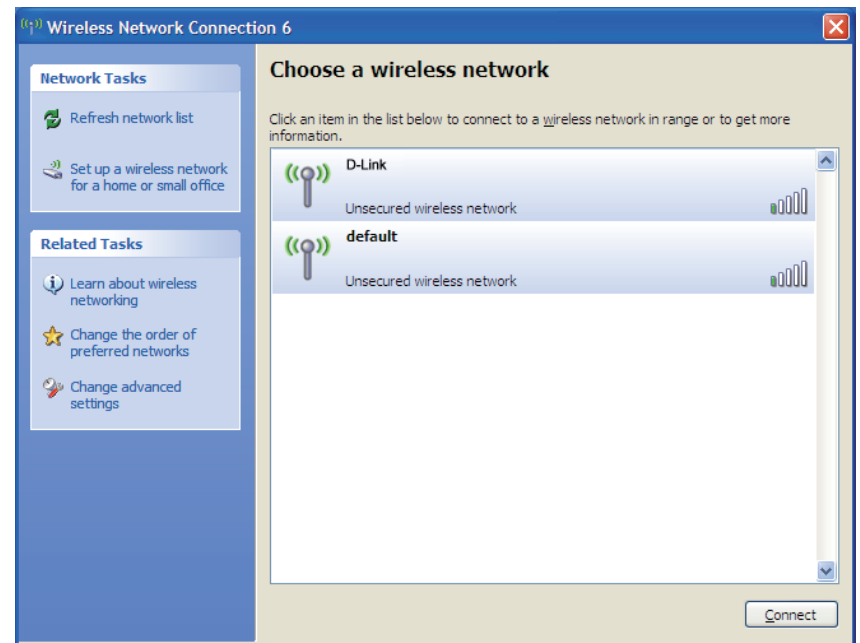 Wireless Network Connection 6
Network Tasks
Refresh network list
Set up a wireless network
for a home or small office
Related Tasks
Learn about wireless
networking
Change the order of
preferred networks
Change advanced
settings
Choose a wireless network
Click an item in the list below to connect to a wireless network in range or to get more
information.
D-Link
Unsecured wireless network
default
Unsecured wireless network
Connect